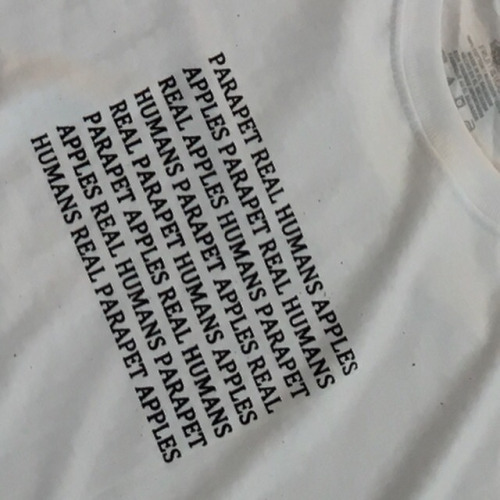 PARAPET REAL HUMANS APPLES
APPLES PARAPET REAL HUMANS
REAL APPLES HUMANS PARAPET
HUMANS PARAPET APPLES REAL
REAL PARAPET HUMANS APPLES
PARAPET APPLES REAL HUMANS
APPLES REAL HUMANS PARAPET
HUMANS REAL PARAPET APPLES